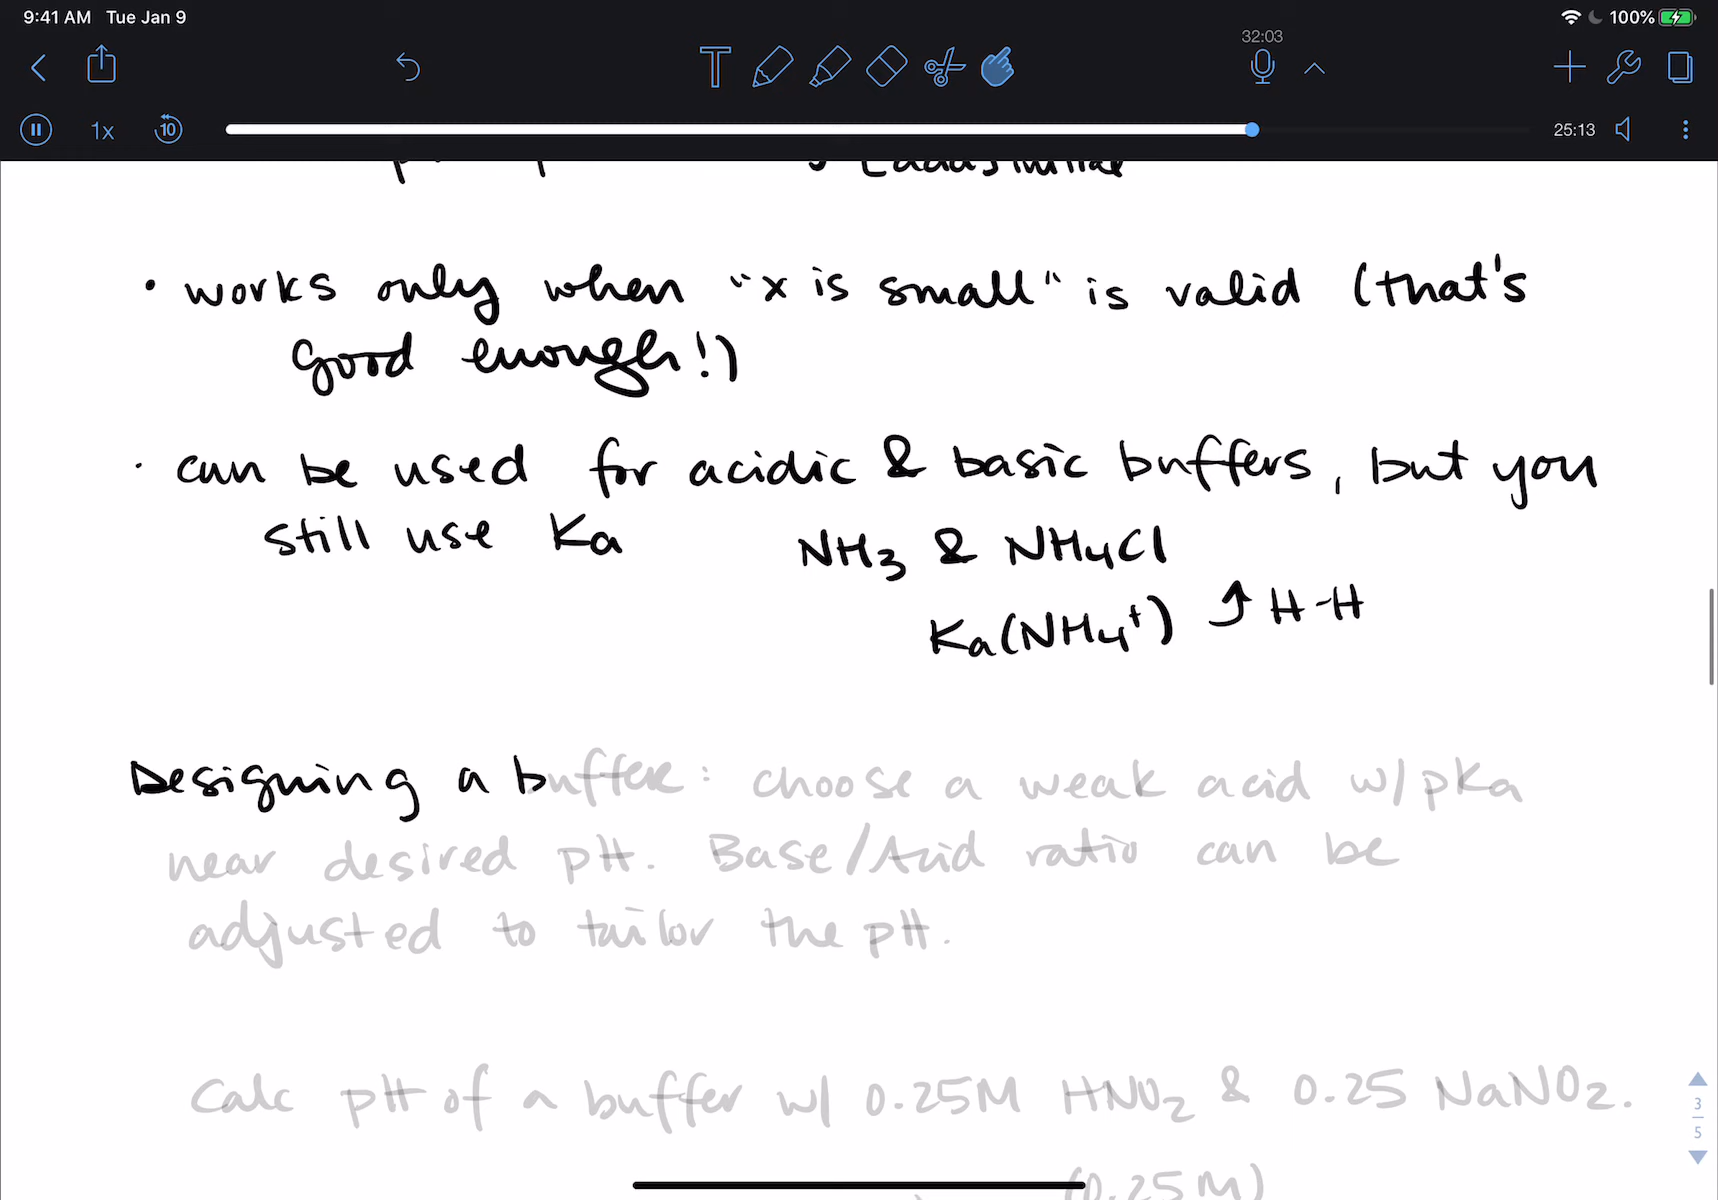 9:41 AM Tue Jan 9
100%
32:03
1x
10
25:13
• works only when "x is small" is valid (that's
good enough!)
• can be used for acidic & basic buffers, but you
still use Ka
NH3 & NH4Cl
Ka(NH4+) ↑ H-H
Designing a buffer: choose a weak acid w/ pKa
near desired pH. Base/Acid ratio can be
adjusted to tailor the pH.
Calc pH of a buffer w/ 0.25M HNO2 & 0.25 NaNO2.
3
5
(0.25M)